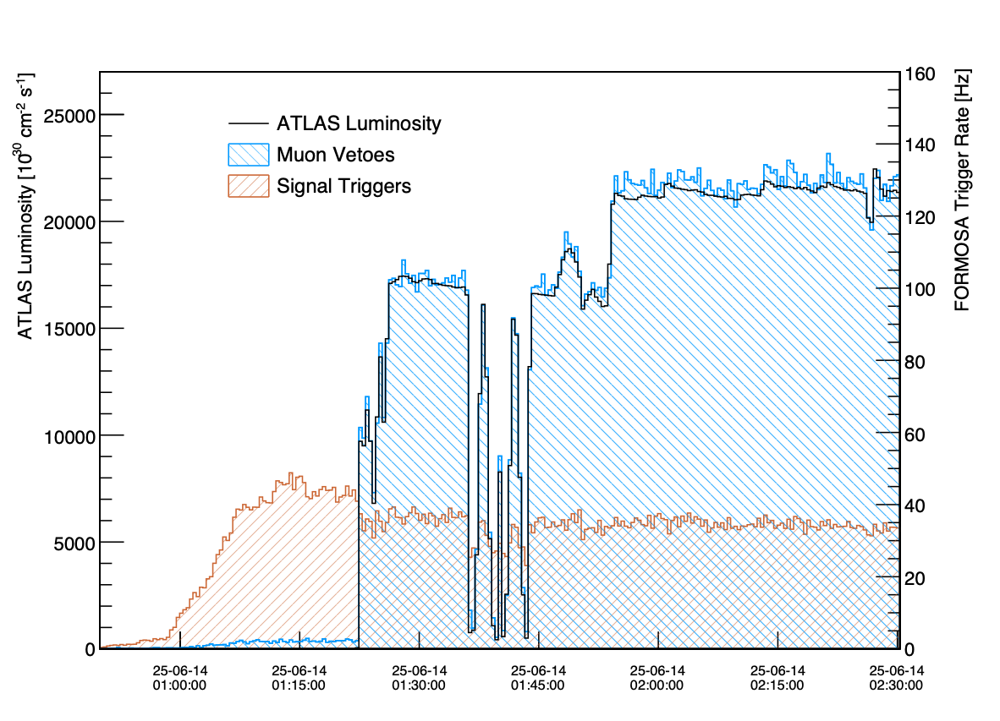 ATLAS Luminosity [10^30 cm^-2 s^-1]
25000
20000
15000
10000
5000
0
ATLAS Luminosity
Muon Vetoes
Signal Triggers
160
140
120
100
80
60
40
20
0
FORMOSA Trigger Rate [Hz]
25-06-14 25-06-14 25-06-14 25-06-14 25-06-14 25-06-14 25-06-14
01:00:00 01:15:00 01:30:00 01:45:00 02:00:00 02:15:00 02:30:00